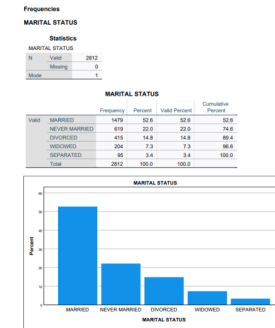 Frequencies
MARITAL STATUS
Statistics
MARITAL STATUS
N Valid 2812
Missing 0
Mode 1
MARITAL STATUS
Frequency Percent Valid Percent Cumulative Percent
Valid MARRIED 1479 52.6 52.6 52.6
NEVER MARRIED 619 22.0 22.0 74.6
DIVORCED 415 14.8 14.8 89.4
WIDOWED 204 7.3 7.3 96.6
SEPARATED 95 3.4 3.4 100.0
Total 2812 100.0 100.0
MARITAL STATUS
Percent
MARRIED NEVER MARRIED DIVORCED WIDOWED SEPARATED
MARITAL STATUS